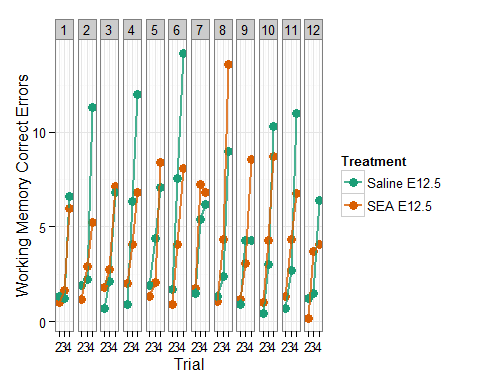 1 2 3 4 5 6 7 8 9 10 11 12
10
5
0
Working Memory Correct Errors
234 234 234 234 234 234 234 234 234 234 234 234
Trial
Treatment
Saline E12.5
SEA E12.5